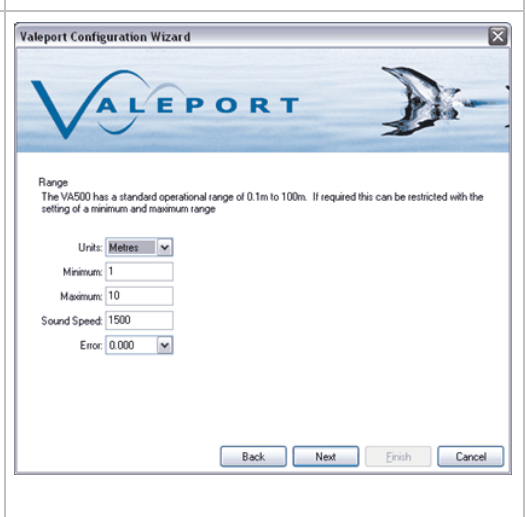 Valeport Configuration Wizard
VALEPORT
Range
The VA500 has a standard operational range of 0.1m to 100m. If required this can be restricted with the
setting of a minimum and maximum range
Units: Metres
Minimum: 1
Maximum: 10
Sound Speed: 1500
Error: 0.000
Back Next Finish Cancel